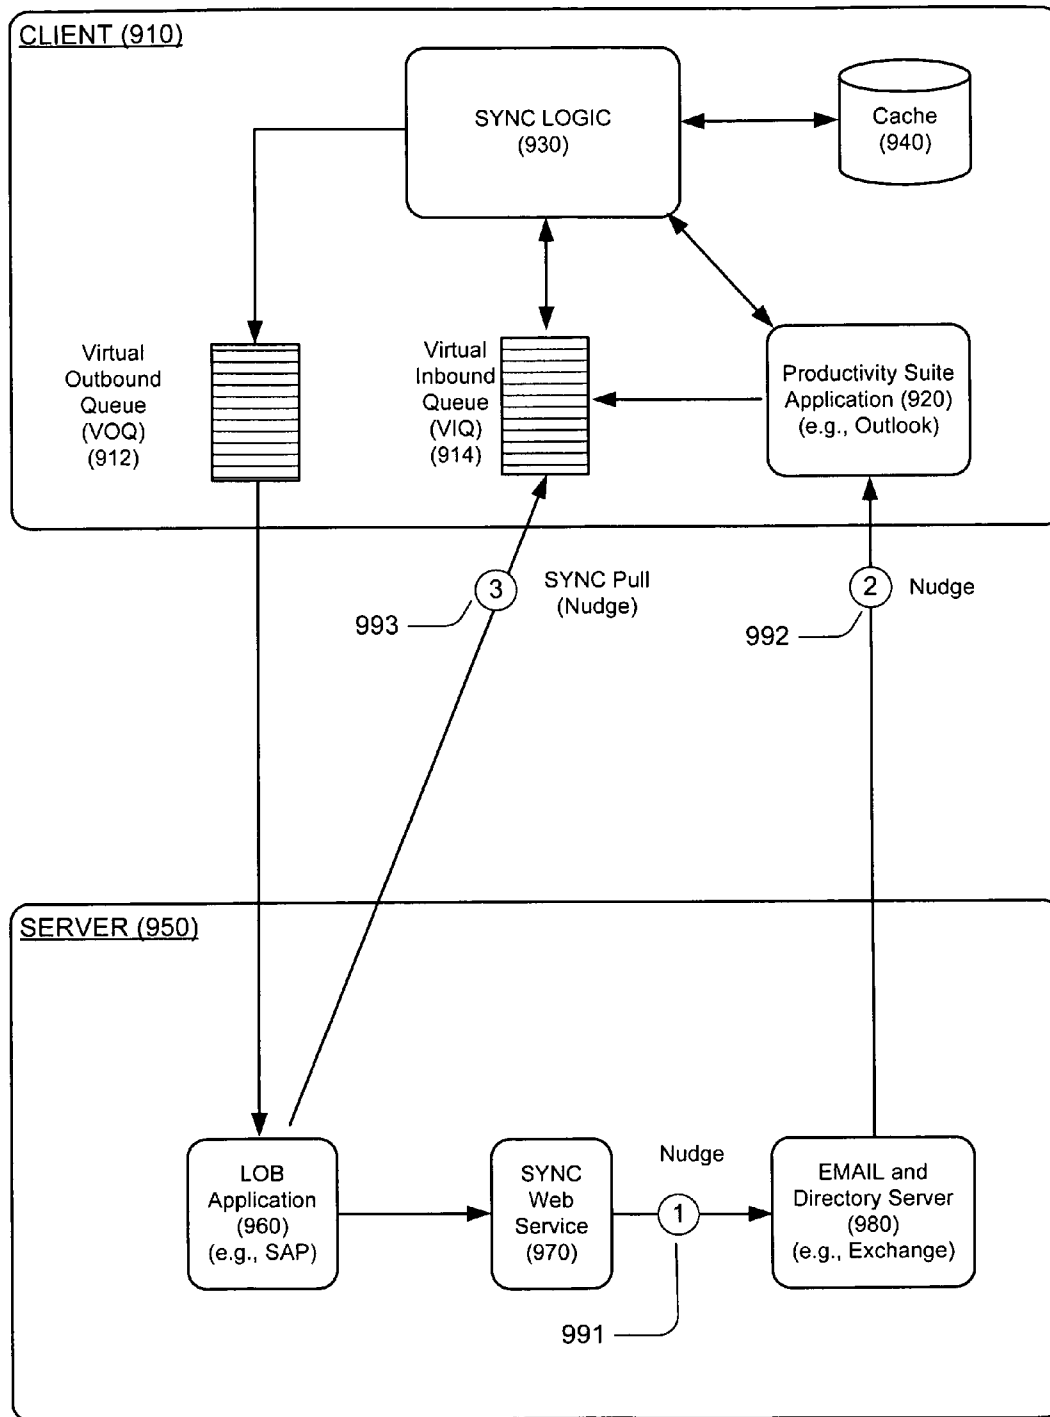 CLIENT (910)
SYNC LOGIC
(930)
Cache
(940)
Virtual
Outbound
Queue
(VOQ)
(912)
Virtual
Inbound
Queue
(VIQ)
(914)
Productivity Suite
Application (920)
(e.g., Outlook)
3
SYNC Pull
(Nudge)
993
2
Nudge
992
SERVER (950)
LOB
Application
(960)
(e.g., SAP)
SYNC
Web
Service
(970)
Nudge
1
991
EMAIL and
Directory Server
(980)
(e.g., Exchange)